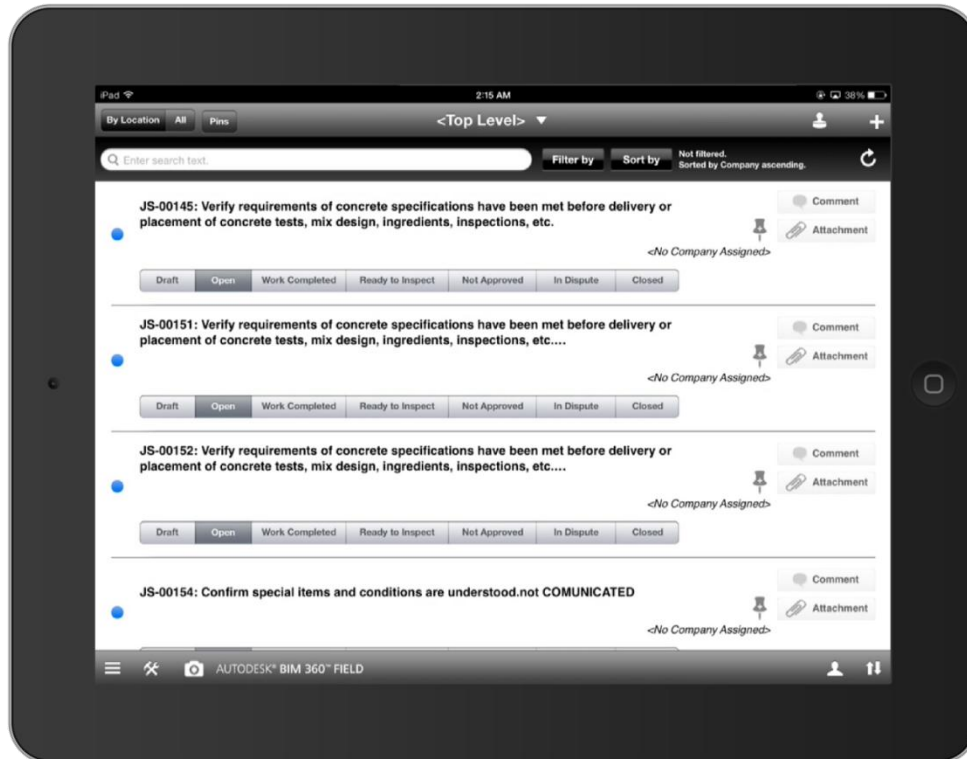 iPad 2:15 AM 38%
By Location All Pins <Top Level>
Enter search text. Filter by Sort by Not filtered.
Sorted by Company ascending.
JS-00145: Verify requirements of concrete specifications have been met before delivery or
placement of concrete tests, mix design, ingredients, inspections, etc.
Comment
Attachment
<No Company Assigned>
Draft Open Work Completed Ready to Inspect Not Approved In Dispute Closed
JS-00151: Verify requirements of concrete specifications have been met before delivery or
placement of concrete tests, mix design, ingredients, inspections, etc....
Comment
Attachment
<No Company Assigned>
Draft Open Work Completed Ready to Inspect Not Approved In Dispute Closed
JS-00152: Verify requirements of concrete specifications have been met before delivery or
placement of concrete tests, mix design, ingredients, inspections, etc....
Comment
Attachment
<No Company Assigned>
Draft Open Work Completed Ready to Inspect Not Approved In Dispute Closed
JS-00154: Confirm special items and conditions are understood.not COMUNICATED
Comment
Attachment
<No Company Assigned>
AUTODESK® BIM 360™ FIELD